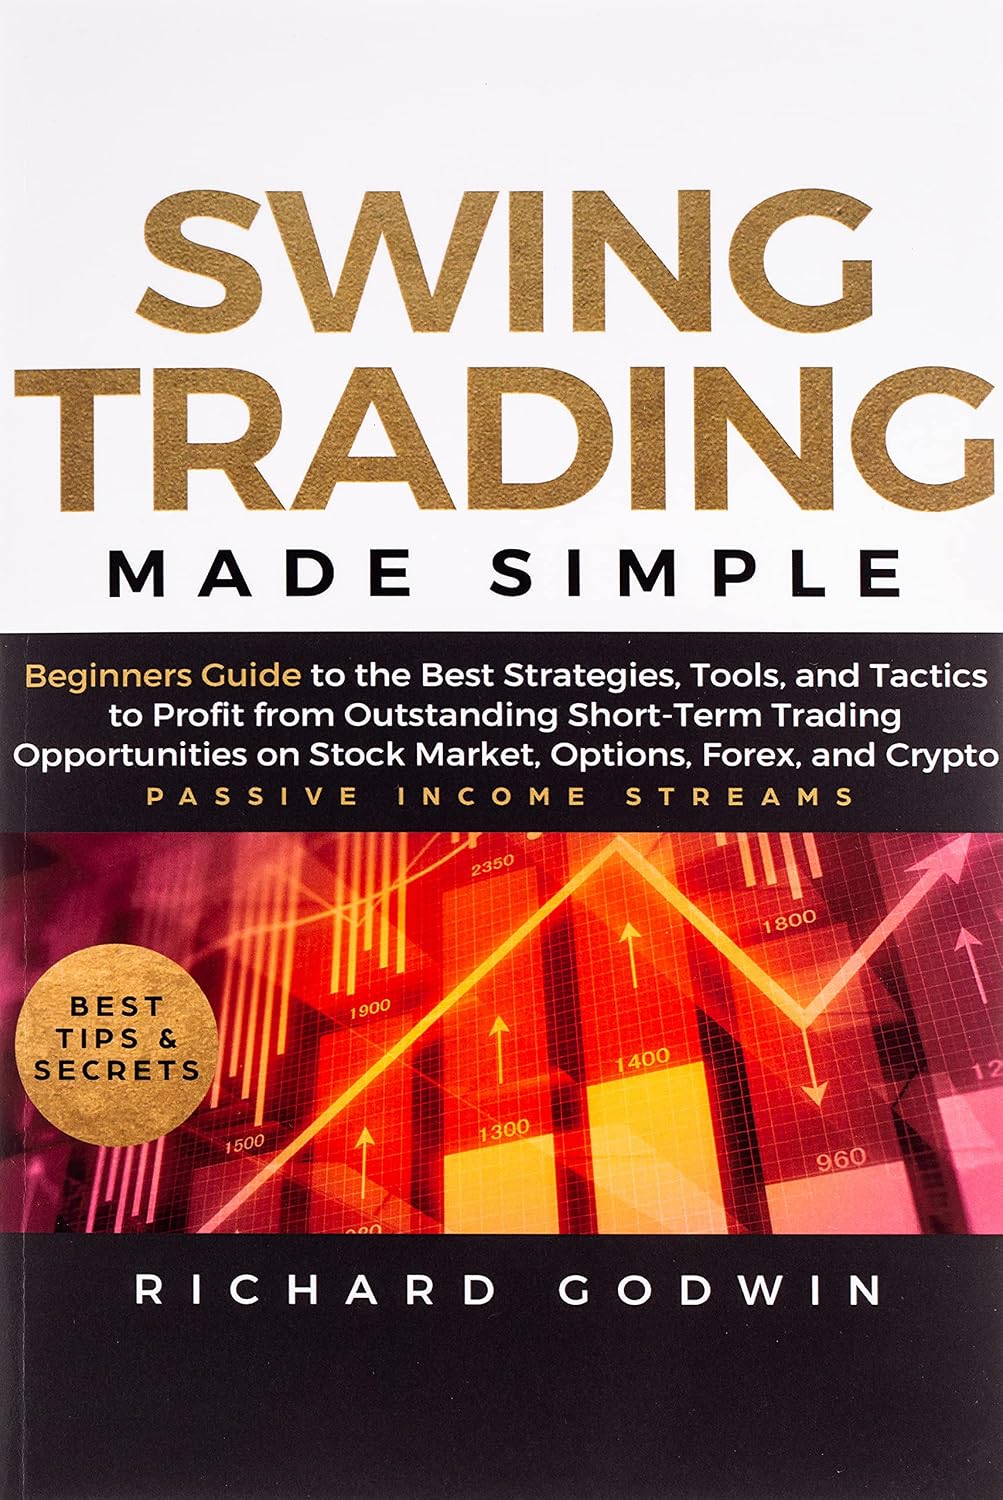 SWING
TRADING
MADE SIMPLE
Beginners Guide to the Best Strategies, Tools, and Tactics
to Profit from Outstanding Short-Term Trading
Opportunities on Stock Market, Options, Forex, and Crypto
PASSIVE INCOME STREAMS
2350
1800
1900
BEST
TIPS &
SECRETS
1400
1300
1500
960
RICHARD GODWIN